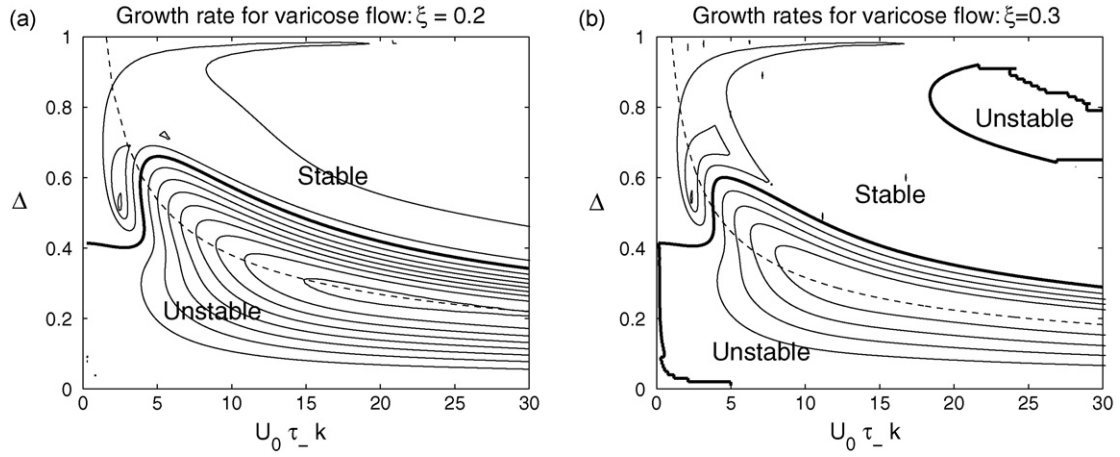 (a) Growth rate for varicose flow: ξ = 0.2
1
0.8
0.6
Δ
0.4
0.2
0
Stable
Unstable
0 5 10 15 20 25 30
U₀ τ_ k
(b) Growth rates for varicose flow: ξ=0.3
1
0.8
0.6
Δ
0.4
0.2
0
Unstable
Stable
Unstable
0 5 10 15 20 25 30
U₀ τ_ k